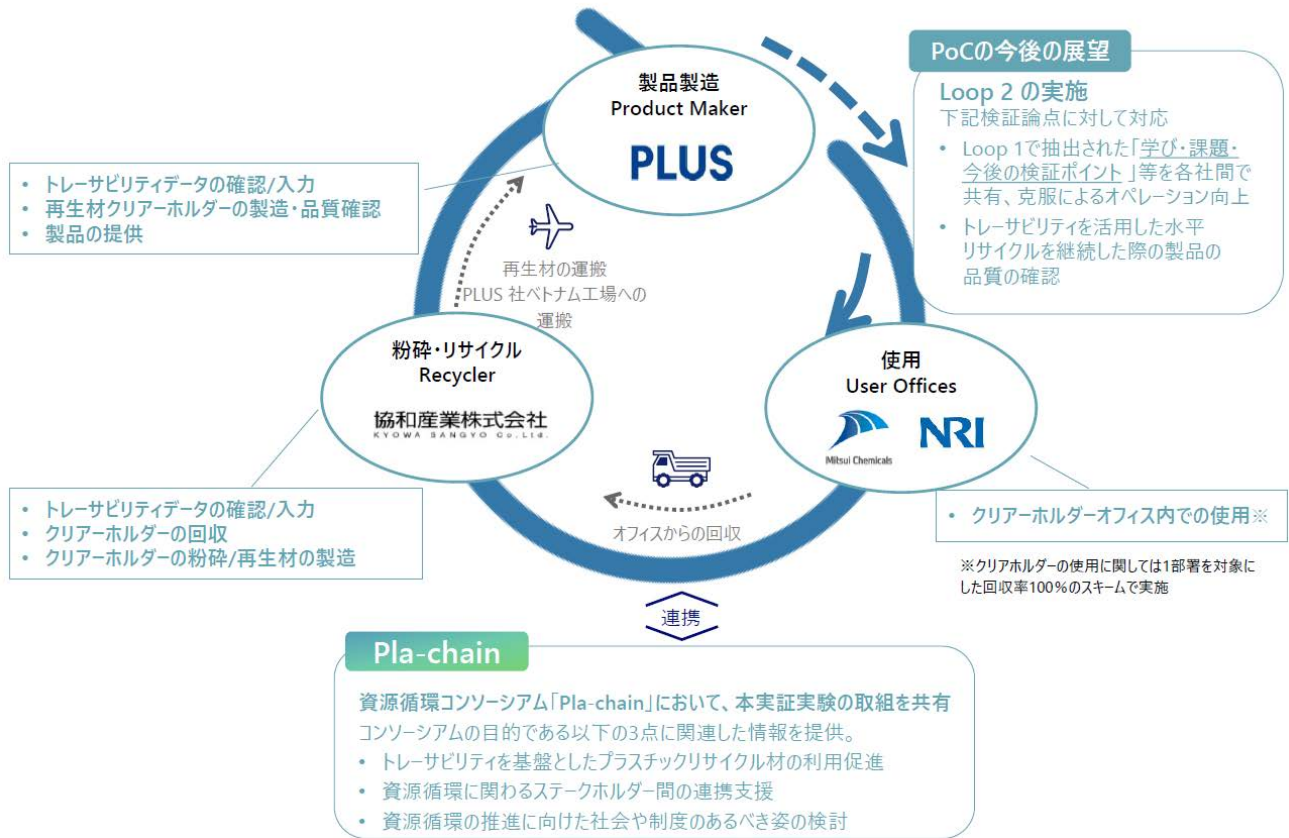 製品製造
Product Maker
PLUS
PoCの今後の展望
Loop 2 の実施
下記検証論点に対して対応
• Loop 1で抽出された「学び・課題・
今後の検証ポイント」等を各社間で
共有、克服によるオペレーション向上
• トレーサビリティを活用した水平
リサイクルを継続した際の製品の
品質の確認
• トレーサビリティデータの確認/入力
• 再生材クリアーホルダーの製造・品質確認
• 製品の提供
再生材の運搬
PLUS 社ベトナム工場への
運搬
粉砕・リサイクル
Recycler
協和産業株式会社
KYOWA SANGYO Co.Ltd.
使用
User Offices
Mitsui Chemicals
NRI
オフィスからの回収
• トレーサビリティデータの確認/入力
• クリアーホルダーの回収
• クリアーホルダーの粉砕/再生材の製造
• クリアーホルダーオフィス内での使用※
※クリアホルダーの使用に関しては1部署を対象に
した回収率100%のスキームで実施
連携
Pla-chain
資源循環コンソーシアム「Pla-chain」において、本実証実験の取組を共有
コンソーシアムの目的である以下の3点に関連した情報を提供。
• トレーサビリティを基盤としたプラスチックリサイクル材の利用促進
• 資源循環に関わるステークホルダー間の連携支援
• 資源循環の推進に向けた社会や制度のあるべき姿の検討